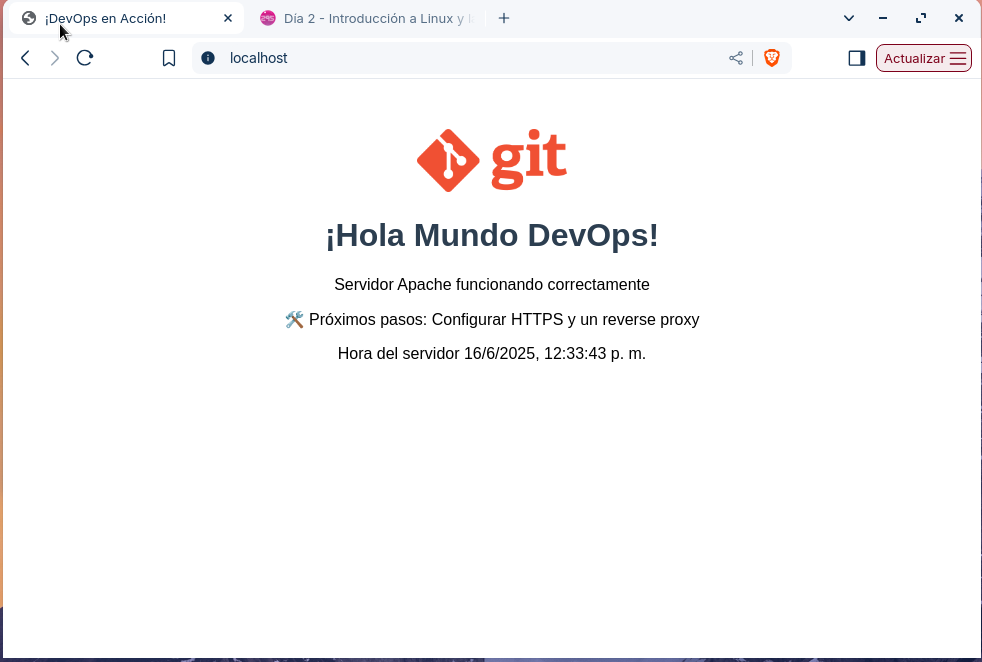 ¡DevOps en Acción!
Día 2 - Introducción a Linux y l
localhost
Actualizar
git
¡Hola Mundo DevOps!
Servidor Apache funcionando correctamente
🛠️ Próximos pasos: Configurar HTTPS y un reverse proxy
Hora del servidor 16/6/2025, 12:33:43 p. m.